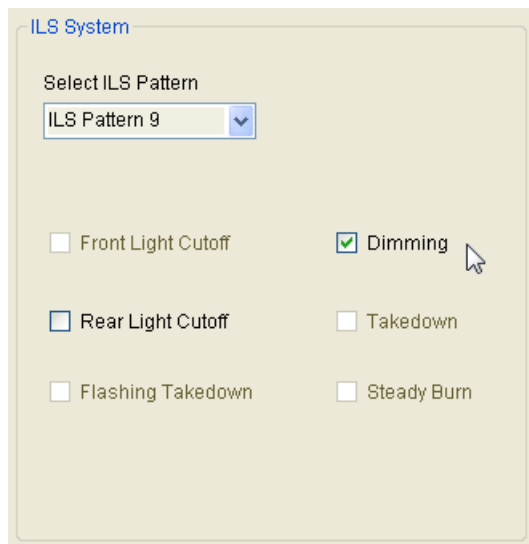 ILS System
Select ILS Pattern
ILS Pattern 9
Front Light Cutoff
Dimming
Rear Light Cutoff
Takedown
Flashing Takedown
Steady Burn